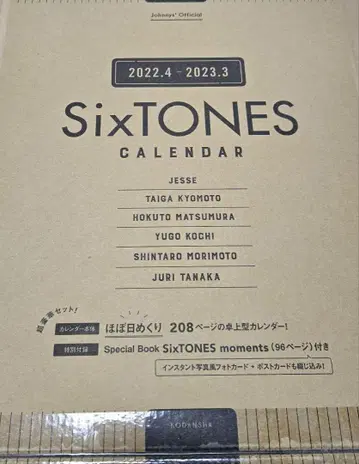 Johnnys' Official
2022.4 - 2023.3
SixTONES
CALENDAR
JESSE
TAIGA KYOMOTO
HOKUTO MATSUMURA
YUGO KOCHI
SHINTARO MORIMOTO
JURI TANAKA
超豪華セット!
カレンダー本体 ほぼ日めくり 208ページの卓上型カレンダー!
特別付録 Special Book SixTONES moments (96ページ) 付き
インスタント写真風フォトカード+ポストカードも綴じ込み!
KODANSHA